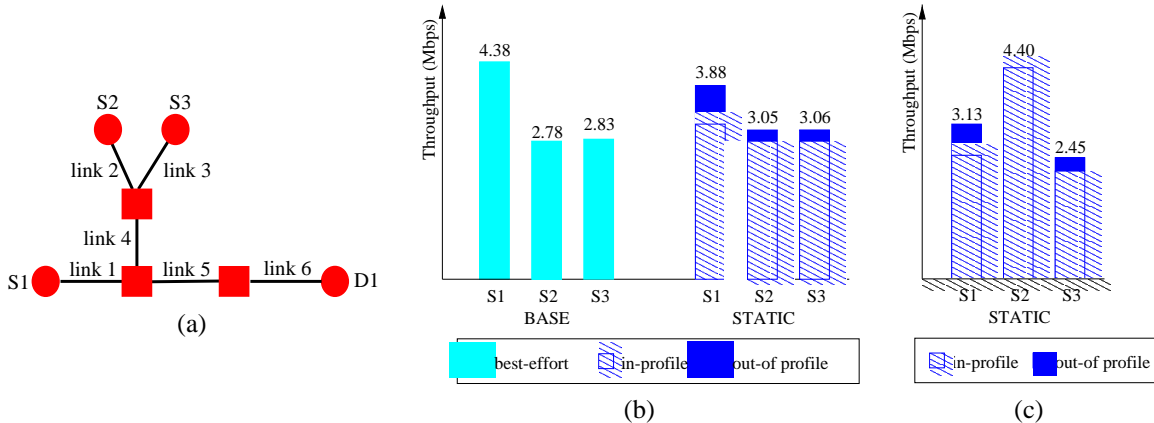 S2
S3
link 2
link 3
link 4
link 1
link 5
link 6
S1
D1
(a)
Throughput (Mbps)
4.38
2.78
2.83
3.88
3.05
3.06
S1
S2
S3
S1
S2
S3
BASE
STATIC
best-effort
in-profile
out-of profile
(b)
Throughput (Mbps)
3.13
4.40
2.45
S1
S2
S3
STATIC
in-profile
out-of profile
(c)